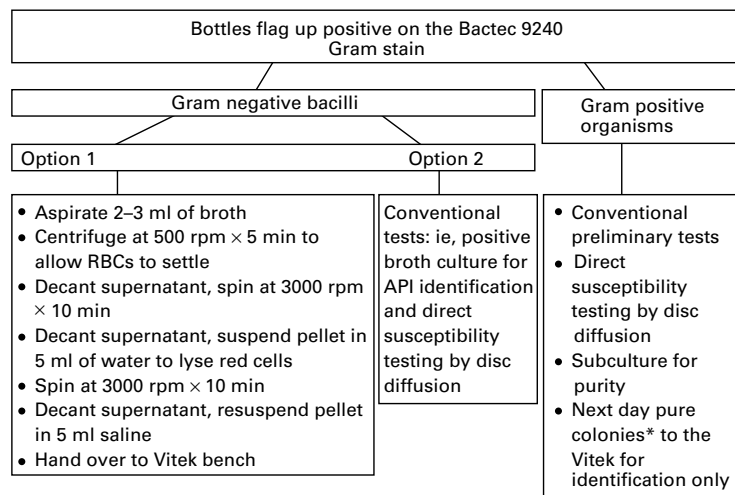 Bottles flag up positive on the Bactec 9240
Gram stain
Gram negative bacilli
Gram positive
organisms
Option 1
Option 2
• Aspirate 2–3 ml of broth
• Centrifuge at 500 rpm × 5 min to
allow RBCs to settle
• Decant supernatant, spin at 3000 rpm
× 10 min
• Decant supernatant, suspend pellet in
5 ml of water to lyse red cells
• Spin at 3000 rpm × 10 min
• Decant supernatant, resuspend pellet
in 5 ml saline
• Hand over to Vitek bench
Conventional
tests: ie, positive
broth culture for
API identification
and direct
susceptibility
testing by disc
diffusion
• Conventional
preliminary tests
• Direct
susceptibility
testing by disc
diffusion
• Subculture for
purity
• Next day pure
colonies* to the
Vitek for
identification only